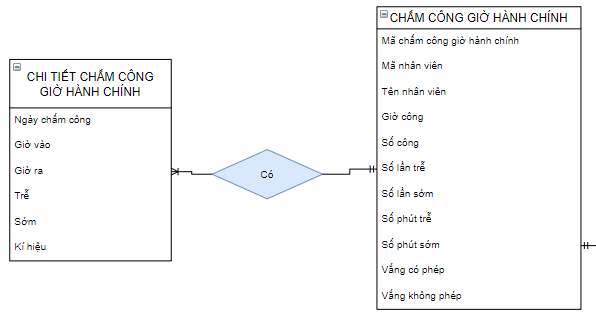 CHI TIẾT CHẤM CÔNG
GIỜ HÀNH CHÍNH
Ngày chấm công
Giờ vào
Giờ ra
Trễ
Sớm
Kí hiệu
Có
CHẤM CÔNG GIỜ HÀNH CHÍNH
Mã chấm công giờ hành chính
Mã nhân viên
Tên nhân viên
Giờ công
Số công
Số lần trễ
Số lần sớm
Số phút trễ
Số phút sớm
Vắng có phép
Vắng không phép